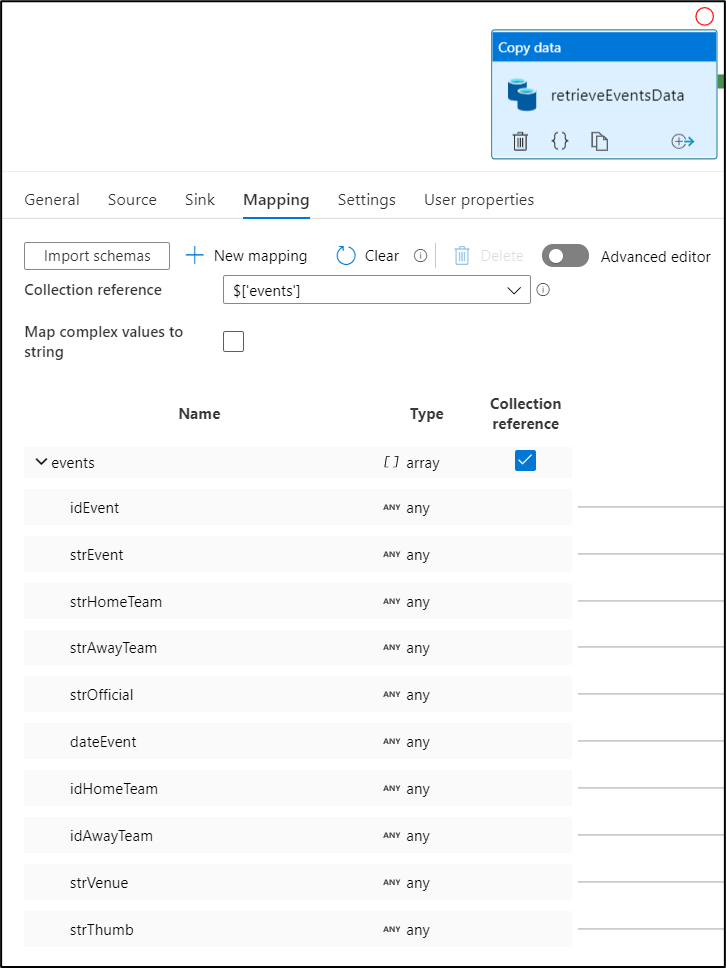 Copy data
retrieveEventsData
{}
General Source Sink Mapping Settings User properties
Import schemas New mapping Clear Delete Advanced editor
Collection reference $['events']
Map complex values to
string
Name Type Collection
reference
events [] array
idEvent ANY any
strEvent ANY any
strHomeTeam ANY any
strAwayTeam ANY any
strOfficial ANY any
dateEvent ANY any
idHomeTeam ANY any
idAwayTeam ANY any
strVenue ANY any
strThumb ANY any